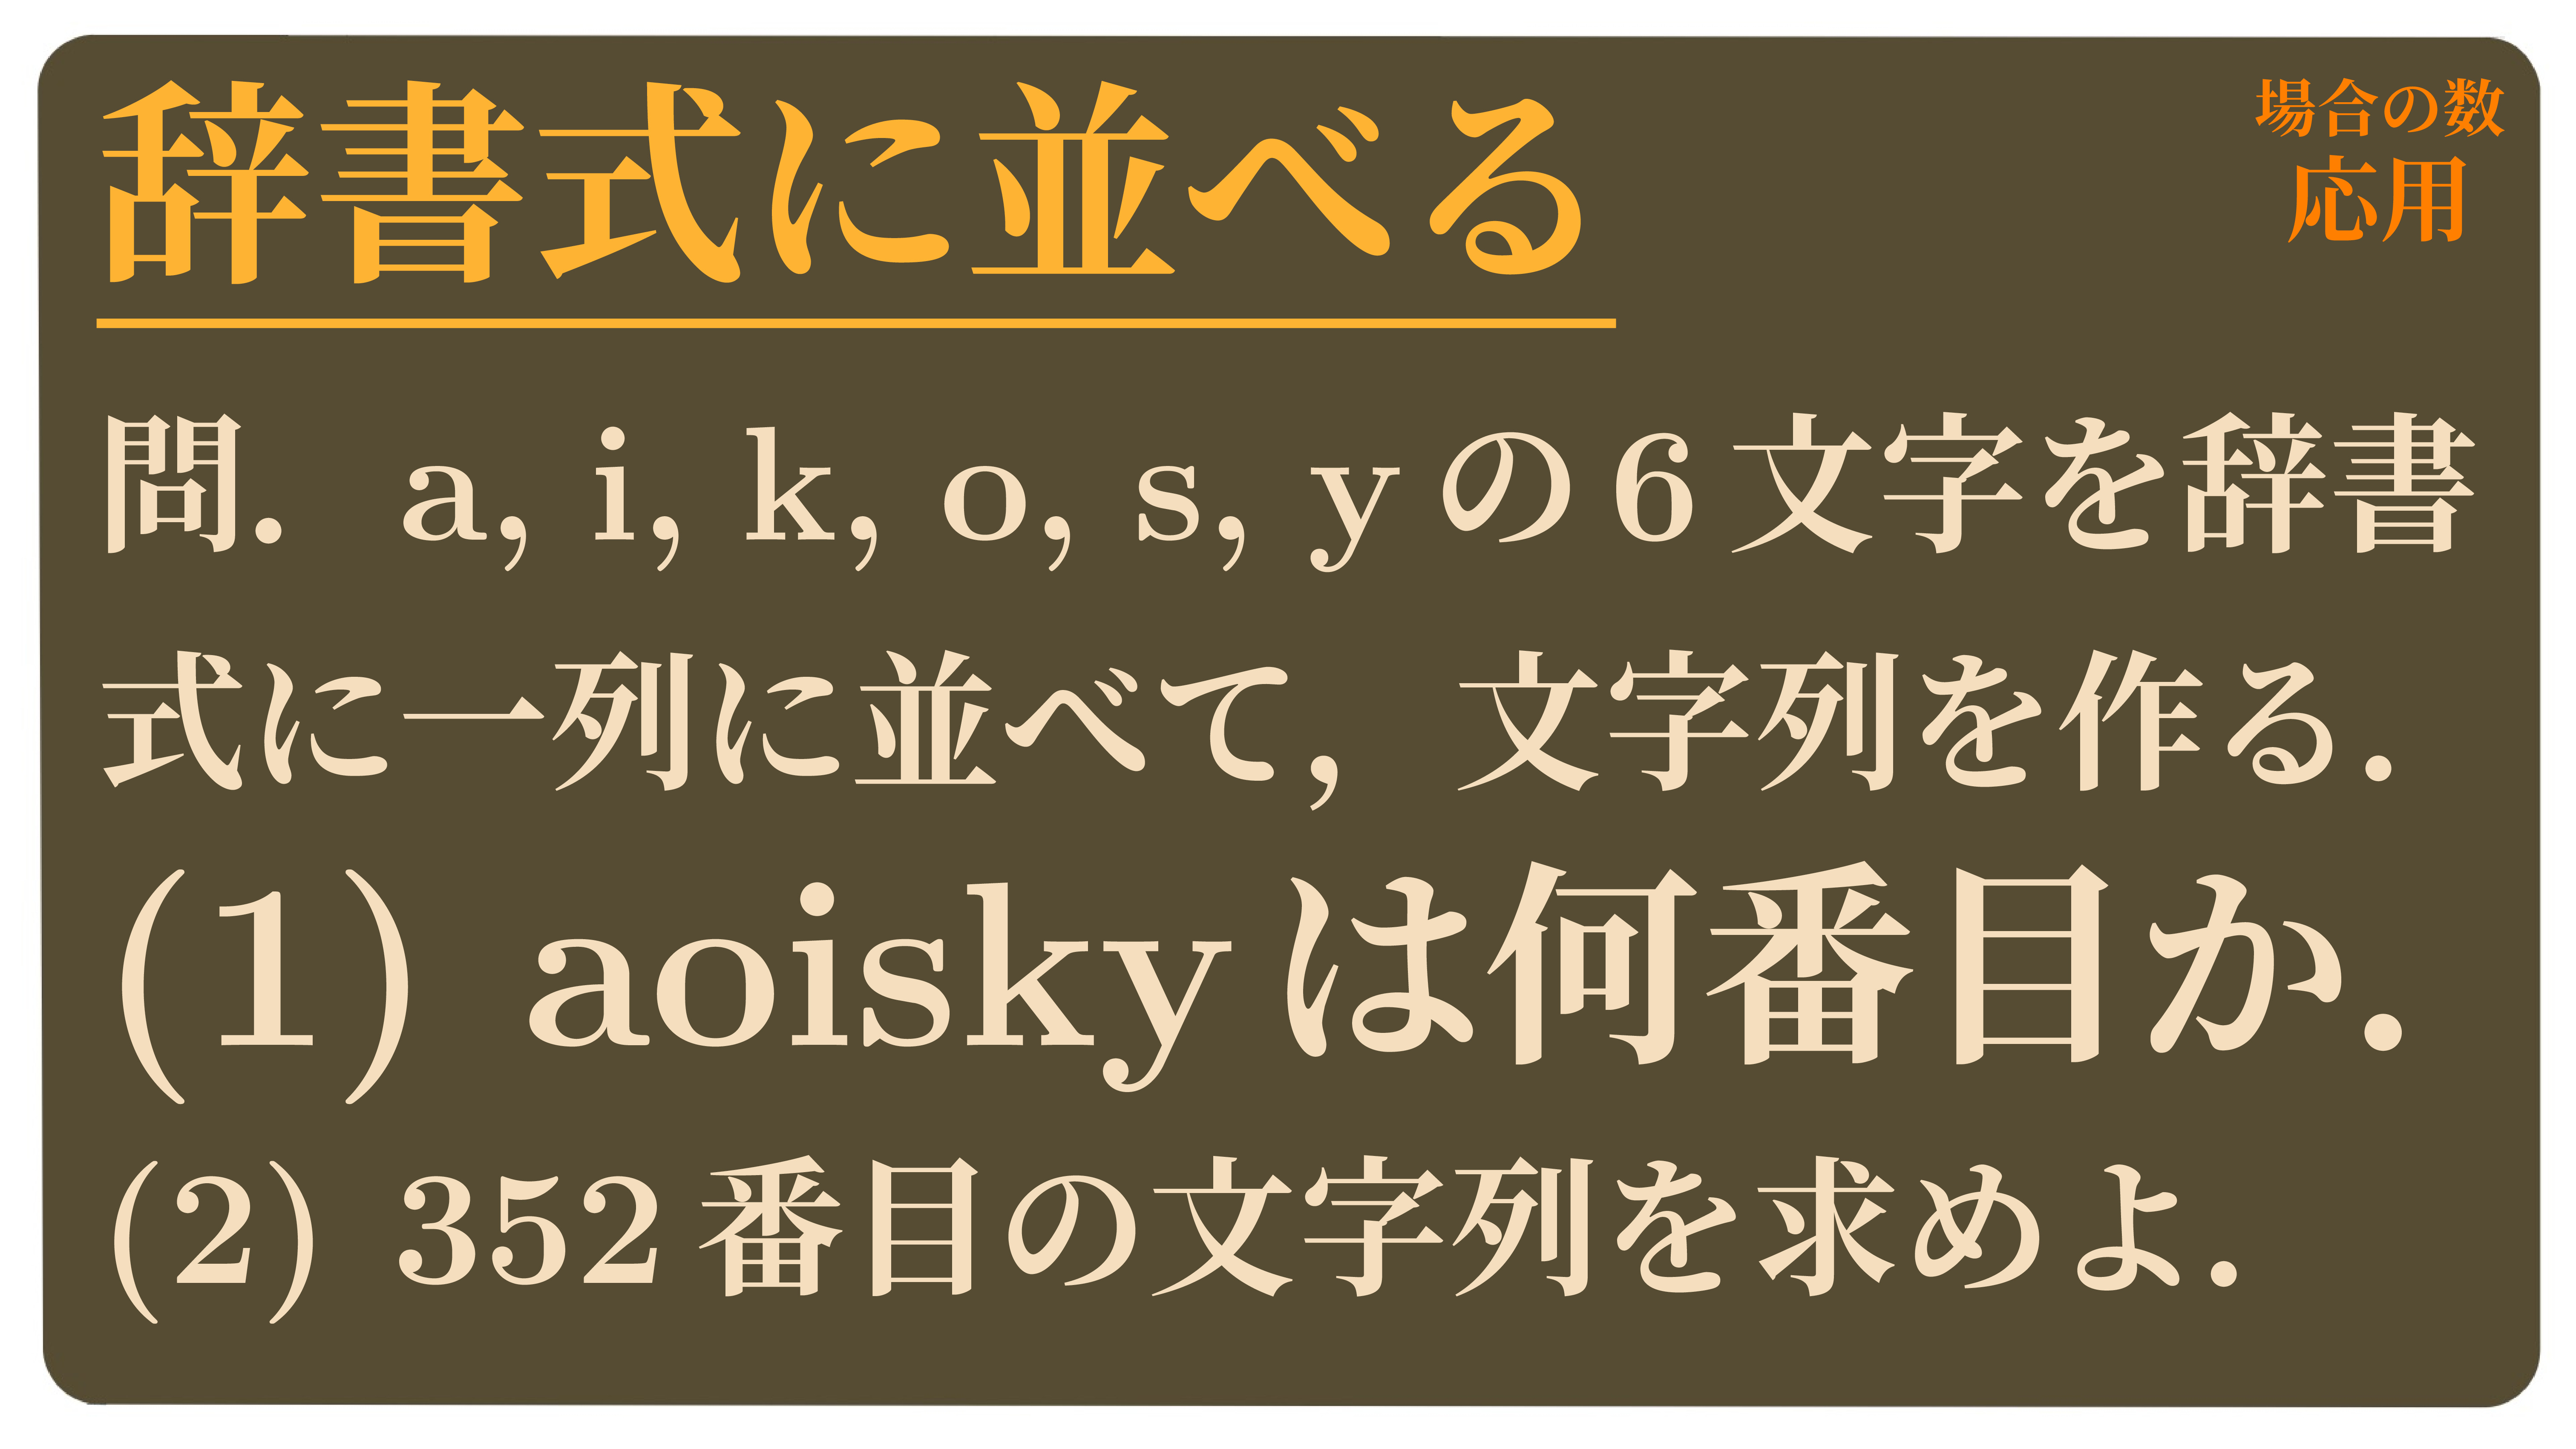 辞書式に並べる
場合の数
応用
問. a, i, k, o, s, y の 6 文字を辞書
式に一列に並べて, 文字列を作る.
(1) aoisky は何番目か.
(2) 352 番目の文字列を求めよ.